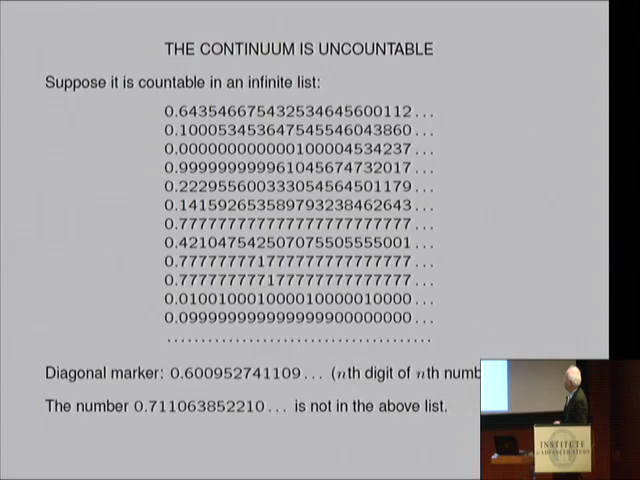 THE CONTINUUM IS UNCOUNTABLE
Suppose it is countable in an infinite list:
0.643546675432534645600112...
0.100053453647545546043860...
0.000000000000100004534237...
0.999999999961045674732017...
0.222955600333054564501179...
0.141592653589793238462643...
0.777777777777777777777777...
0.421047542507075505555001...
0.777777771777777777777777...
0.777777777177777777777777...
0.010010001000010000010000...
0.099999999999999900000000...
.......................................
Diagonal marker: 0.600952741109... (nth digit of nth numb
The number 0.711063852210... is not in the above list.
INSTITUTE
ADVANCED STUDY